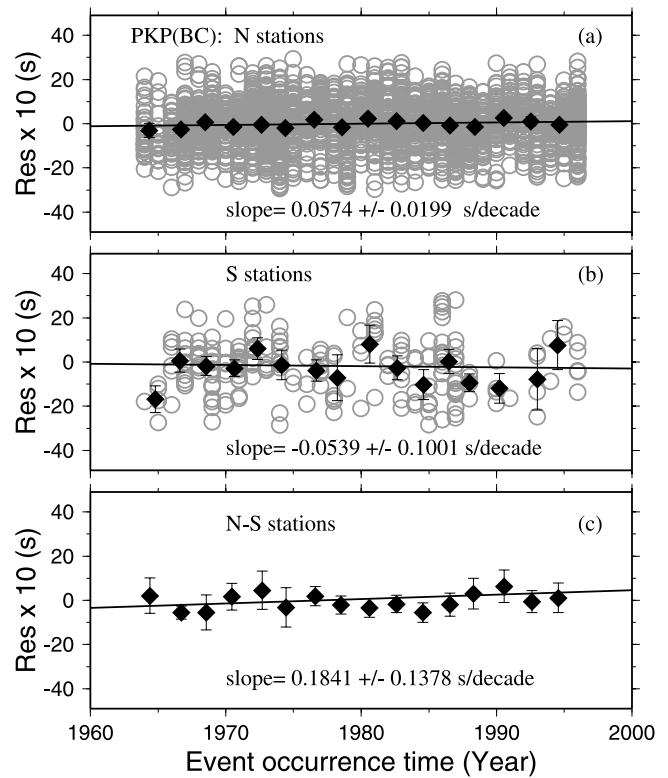 PKP(BC): N stations (a)
40
20
0
-20
-40
Res x 10 (s)
slope= 0.0574 +/- 0.0199 s/decade
S stations (b)
40
20
0
-20
-40
Res x 10 (s)
slope= -0.0539 +/- 0.1001 s/decade
N-S stations (c)
40
20
0
-20
-40
Res x 10 (s)
slope= 0.1841 +/- 0.1378 s/decade
1960 1970 1980 1990 2000
Event occurrence time (Year)